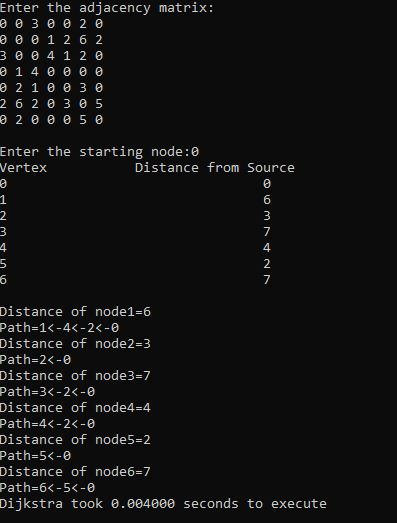 Enter the adjacency matrix:
0 0 3 0 0 2 0
0 0 0 1 2 6 2
3 0 0 4 1 2 0
0 1 4 0 0 0 0
0 2 1 0 0 3 0
2 6 2 0 3 0 5
0 2 0 0 0 5 0
Enter the starting node:0
Vertex Distance from Source
0 0
1 6
2 3
3 7
4 4
5 2
6 7
Distance of node1=6
Path=1<-4<-2<-0
Distance of node2=3
Path=2<-0
Distance of node3=7
Path=3<-2<-0
Distance of node4=4
Path=4<-2<-0
Distance of node5=2
Path=5<-0
Distance of node6=7
Path=6<-5<-0
Dijkstra took 0.004000 seconds to execute